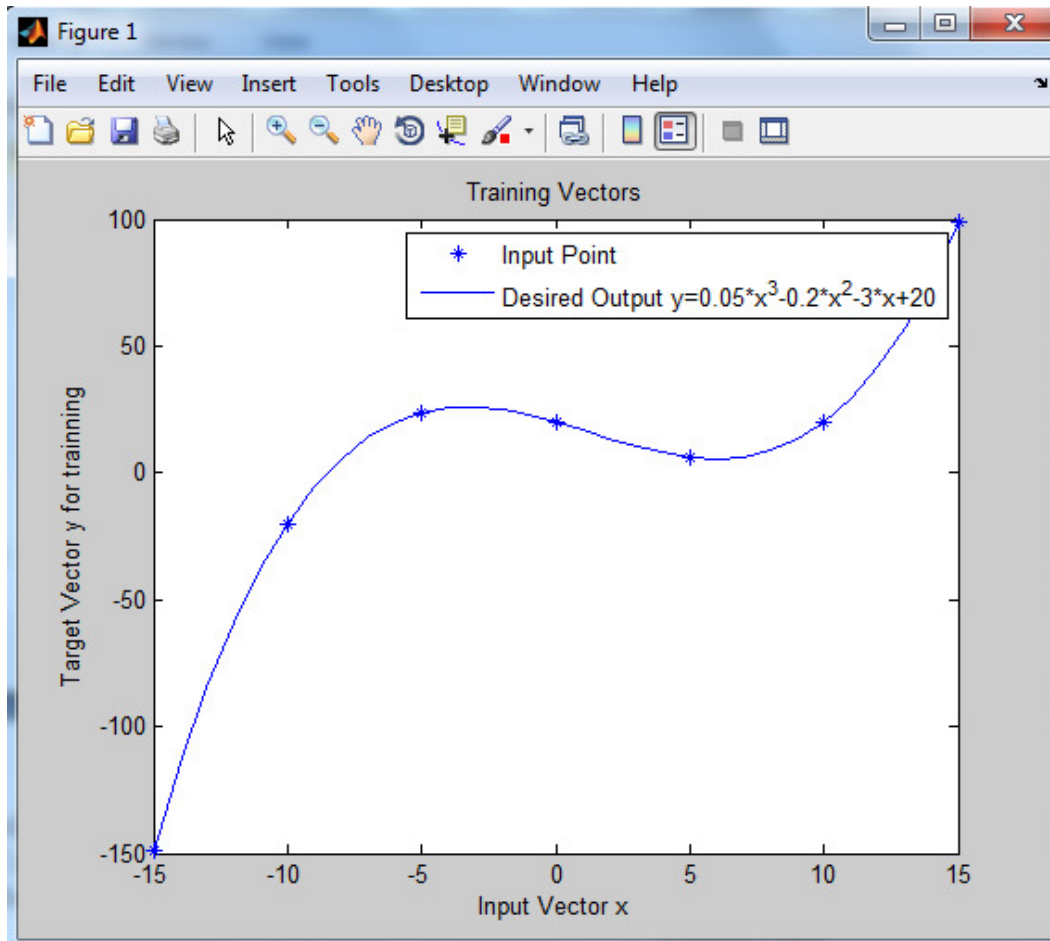 Figure 1
File Edit View Insert Tools Desktop Window Help
Training Vectors
Input Point
Desired Output y=0.05*x^3-0.2*x^2-3*x+20
Target Vector y for trainning
100
50
0
-50
-100
-150
-15 -10 -5 0 5 10 15
Input Vector x